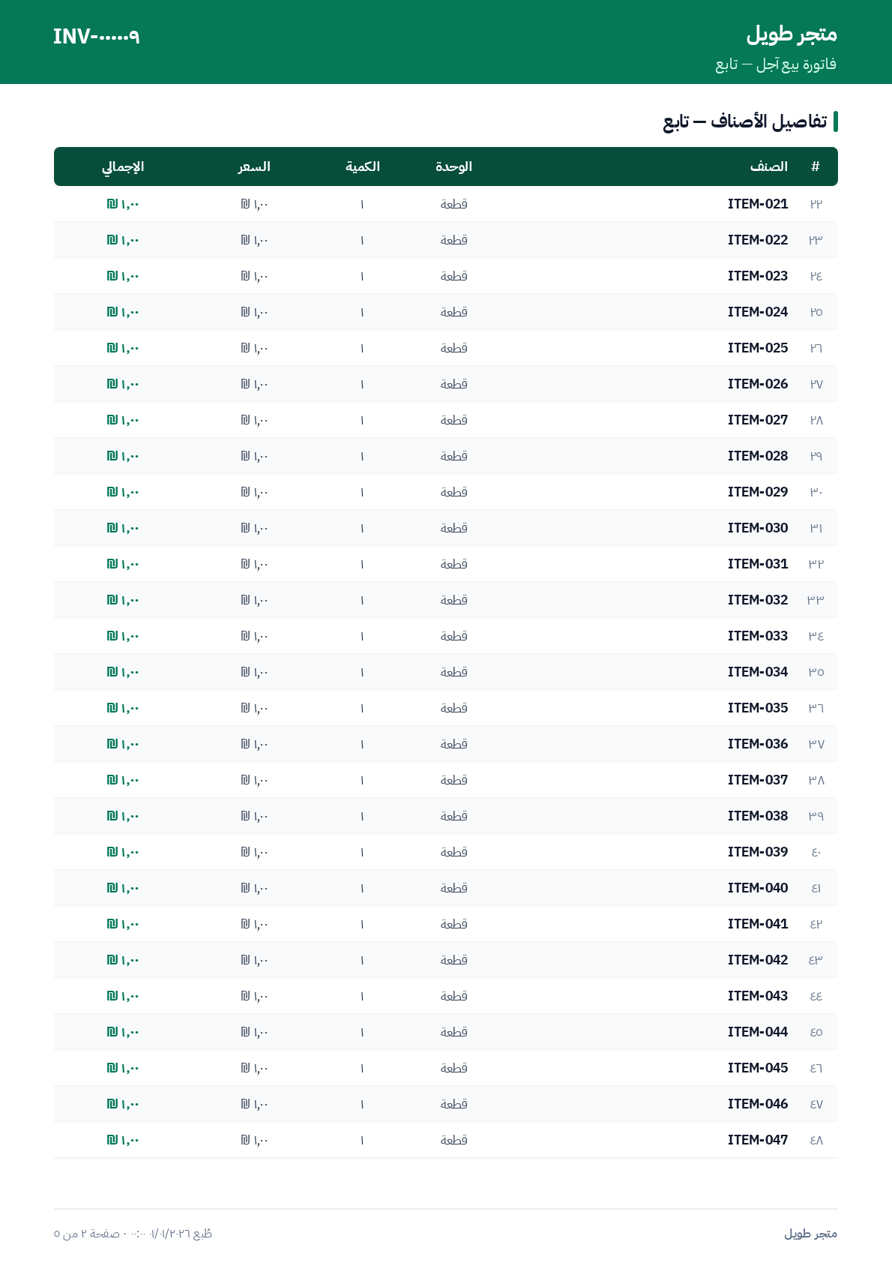 متجر طويل
INV-٠٠٠٠٠٩
فاتورة بيع آجل — تابع
تفاصيل الأصناف — تابع
# الصنف الوحدة الكمية السعر الإجمالي
٢٢ ITEM-021 قطعة ١ ١,٠٠ ₪ ١,٠٠ ₪
٢٣ ITEM-022 قطعة ١ ١,٠٠ ₪ ١,٠٠ ₪
٢٤ ITEM-023 قطعة ١ ١,٠٠ ₪ ١,٠٠ ₪
٢٥ ITEM-024 قطعة ١ ١,٠٠ ₪ ١,٠٠ ₪
٢٦ ITEM-025 قطعة ١ ١,٠٠ ₪ ١,٠٠ ₪
٢٧ ITEM-026 قطعة ١ ١,٠٠ ₪ ١,٠٠ ₪
٢٨ ITEM-027 قطعة ١ ١,٠٠ ₪ ١,٠٠ ₪
٢٩ ITEM-028 قطعة ١ ١,٠٠ ₪ ١,٠٠ ₪
٣٠ ITEM-029 قطعة ١ ١,٠٠ ₪ ١,٠٠ ₪
٣١ ITEM-030 قطعة ١ ١,٠٠ ₪ ١,٠٠ ₪
٣٢ ITEM-031 قطعة ١ ١,٠٠ ₪ ١,٠٠ ₪
٣٣ ITEM-032 قطعة ١ ١,٠٠ ₪ ١,٠٠ ₪
٣٤ ITEM-033 قطعة ١ ١,٠٠ ₪ ١,٠٠ ₪
٣٥ ITEM-034 قطعة ١ ١,٠٠ ₪ ١,٠٠ ₪
٣٦ ITEM-035 قطعة ١ ١,٠٠ ₪ ١,٠٠ ₪
٣٧ ITEM-036 قطعة ١ ١,٠٠ ₪ ١,٠٠ ₪
٣٨ ITEM-037 قطعة ١ ١,٠٠ ₪ ١,٠٠ ₪
٣٩ ITEM-038 قطعة ١ ١,٠٠ ₪ ١,٠٠ ₪
٤٠ ITEM-039 قطعة ١ ١,٠٠ ₪ ١,٠٠ ₪
٤١ ITEM-040 قطعة ١ ١,٠٠ ₪ ١,٠٠ ₪
٤٢ ITEM-041 قطعة ١ ١,٠٠ ₪ ١,٠٠ ₪
٤٣ ITEM-042 قطعة ١ ١,٠٠ ₪ ١,٠٠ ₪
٤٤ ITEM-043 قطعة ١ ١,٠٠ ₪ ١,٠٠ ₪
٤٥ ITEM-044 قطعة ١ ١,٠٠ ₪ ١,٠٠ ₪
٤٦ ITEM-045 قطعة ١ ١,٠٠ ₪ ١,٠٠ ₪
٤٧ ITEM-046 قطعة ١ ١,٠٠ ₪ ١,٠٠ ₪
٤٨ ITEM-047 قطعة ١ ١,٠٠ ₪ ١,٠٠ ₪
متجر طويل
طُبع ٠١/٠١/٢٠٢٦ ٠٠:٠٠ · صفحة ٢ من ٥